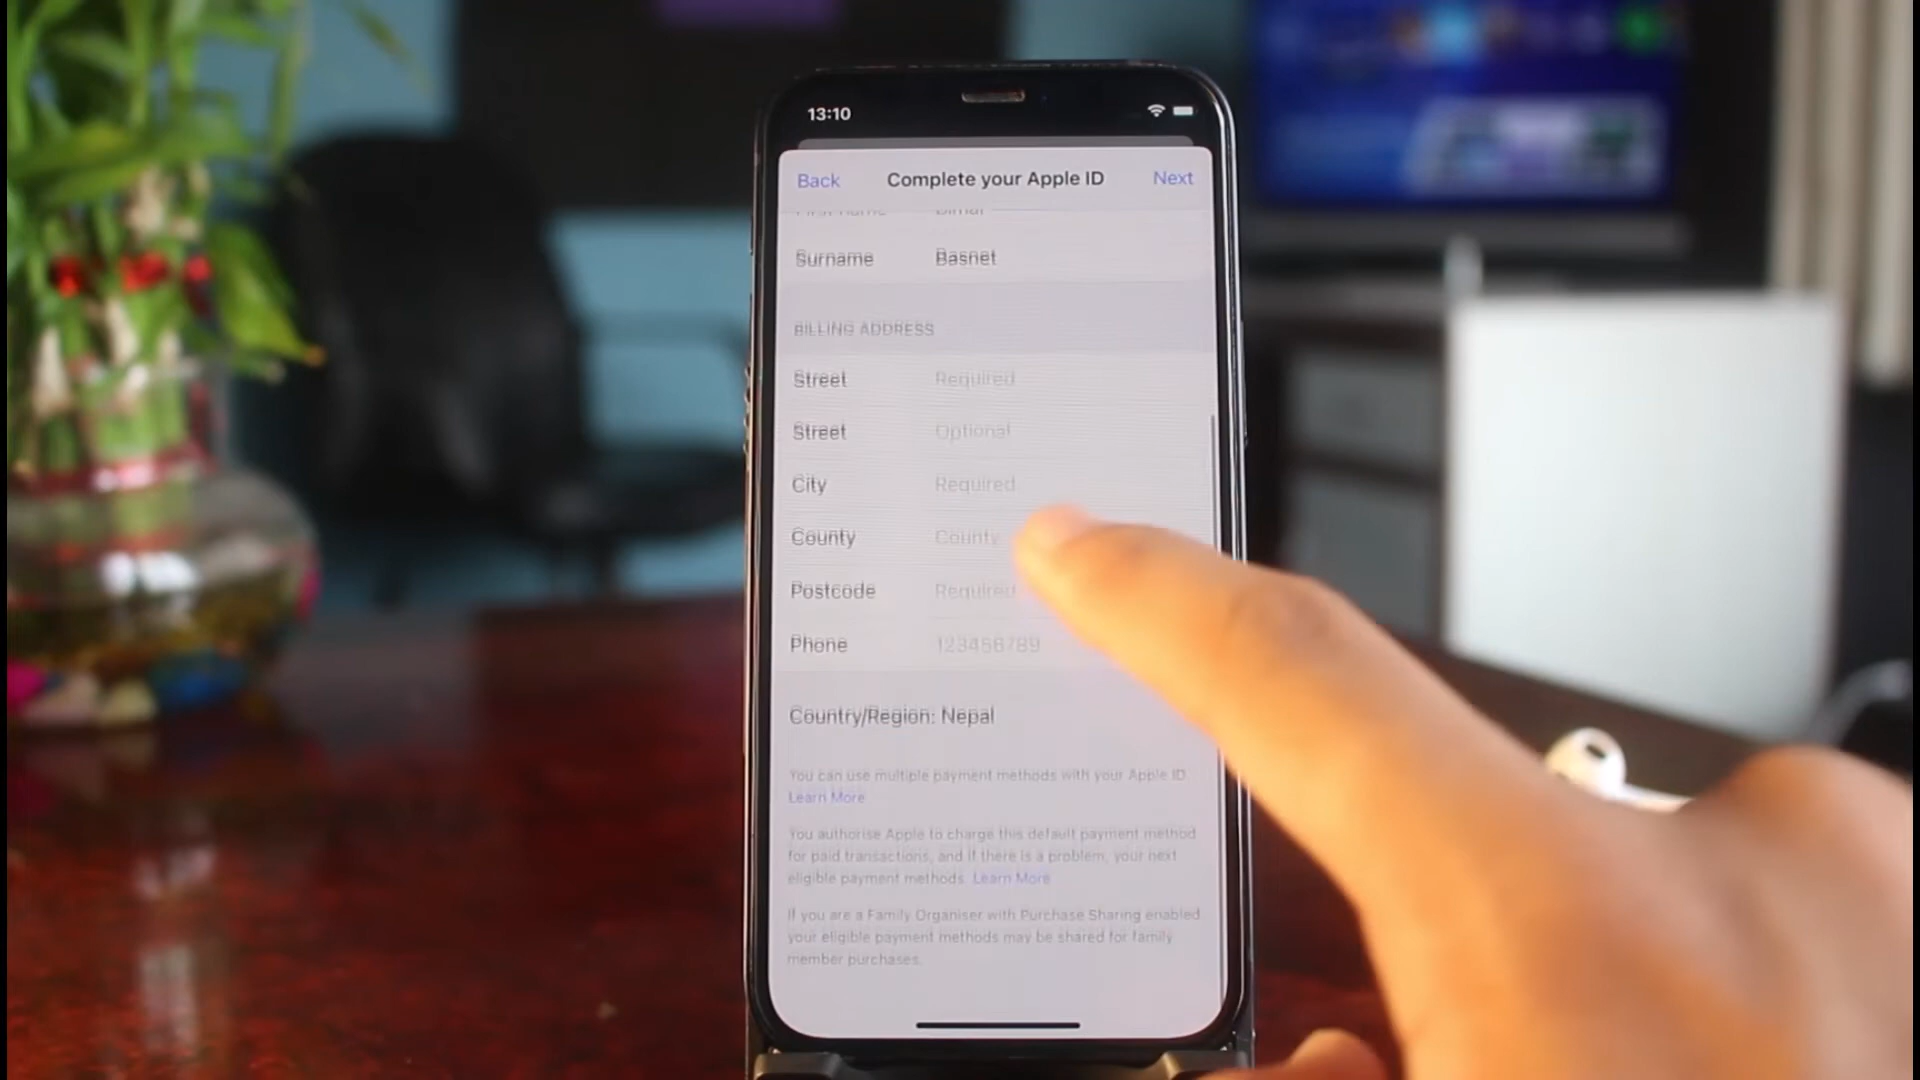 13:10
Back Complete your Apple ID Next
First name Bimal
Surname Basnet
BILLING ADDRESS
Street Required
Street Optional
City Required
County County
Postcode Required
Phone 123456789
Country/Region: Nepal
You can use multiple payment methods with your Apple ID.
Learn More
You authorise Apple to charge this default payment method
for paid transactions, and if there is a problem, your next
eligible payment methods. Learn More
If you are a Family Organiser with Purchase Sharing enabled
your eligible payment methods may be shared for family
member purchases.